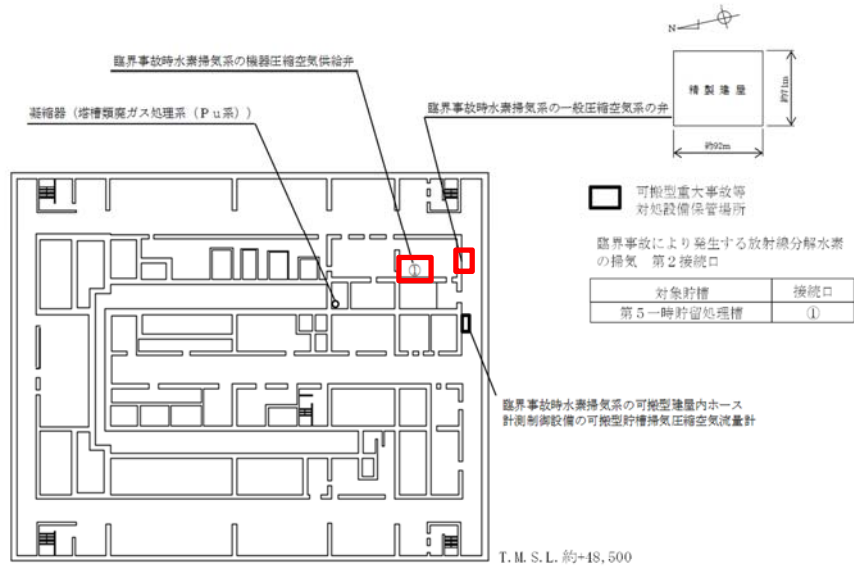 臨界事故時水素掃気系の機器圧縮空気供給弁
凝縮器(塔槽類廃ガス処理系(Pu系))
臨界事故時水素掃気系の一般圧縮空気系の弁
N
精製建屋
約71m
約92m
可搬型重大事故等
対処設備保管場所
臨界事故により発生する放射線分解水素
の掃気 第2接続口
対象貯槽 接続口
第5一時貯留処理槽 ①
①
臨界事故時水素掃気系の可搬型建屋内ホース
計測制御設備の可搬型貯槽掃気圧縮空気流量計
T.M.S.L.約+48,500